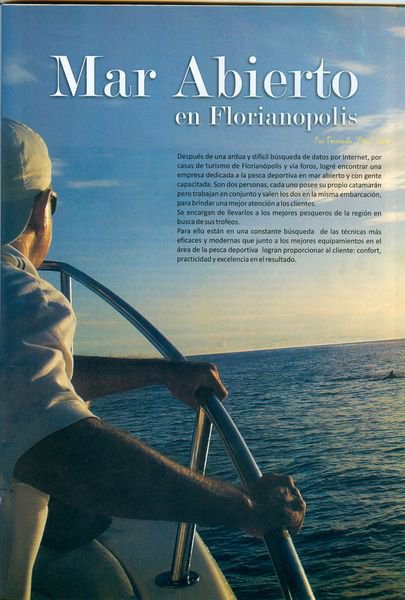 Mar Abierto
en Florianopolis
Por Fernando
Después de una ardua y difícil búsqueda de datos por Internet, por
casas de turismo de Florianópolis y via foros, logré encontrar una
empresa dedicada a la pesca deportiva en mar abierto y con gente
capacitada. Son dos personas, cada uno posee su propio catamarán
pero trabajan en conjunto y salen los dos en la misma embarcación,
para brindar una mejor atención a los clientes.
Se encargan de llevarlos a los mejores pesqueros de la región en
busca de sus trofeos.
Para ello están en una constante búsqueda de las técnicas más
eficaces y modernas que junto a los mejores equipamientos en el
área de la pesca deportiva logran proporcionar al cliente: confort,
practicidad y excelencia en el resultado.